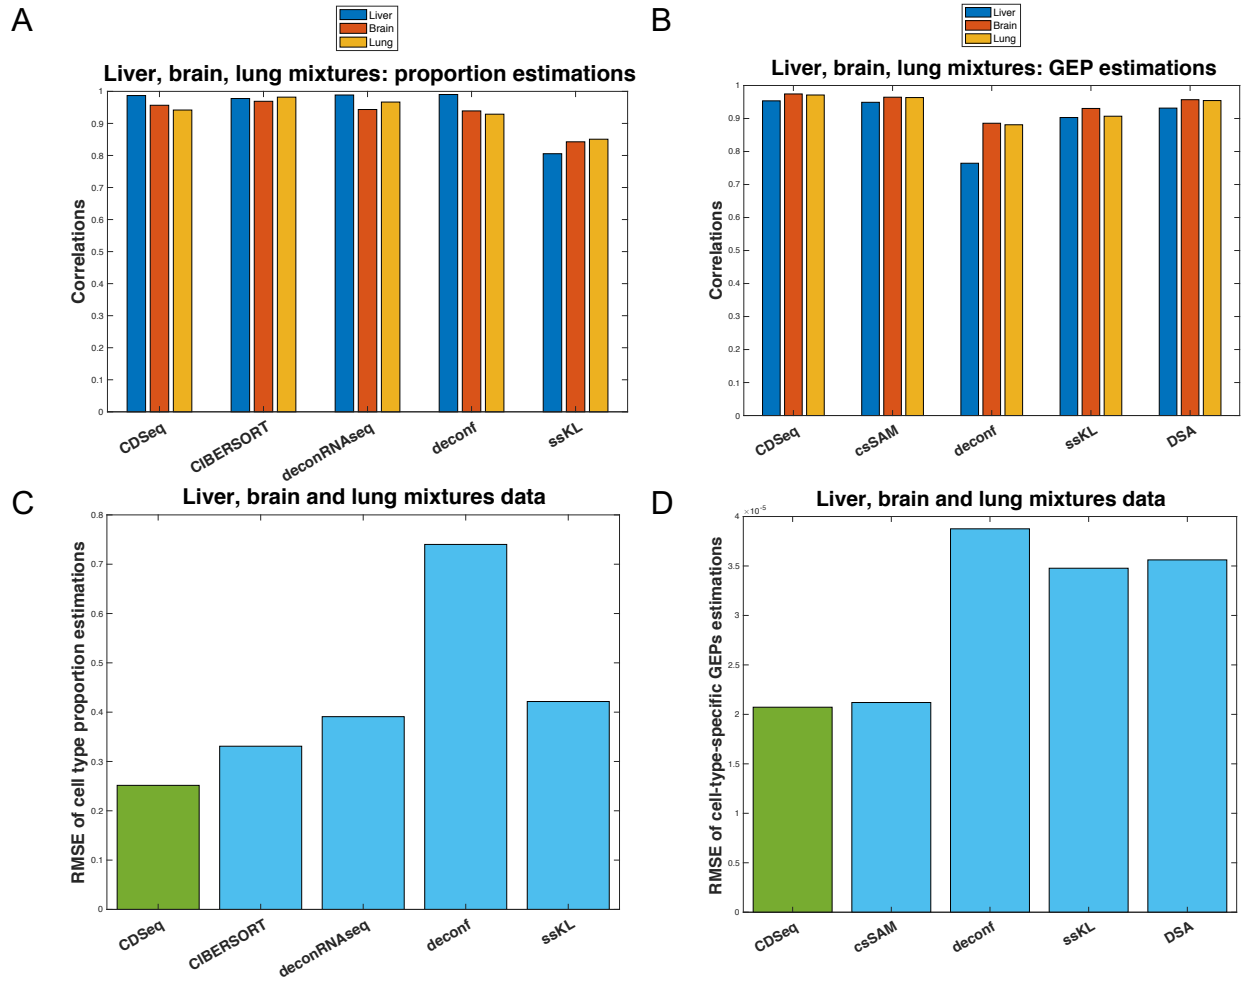 A
Liver
Brain
Lung
Liver, brain, lung mixtures: proportion estimations
Correlations
1
0.9
0.8
0.7
0.6
0.5
0.4
0.3
0.2
0.1
0
CDSeq
CIBERSORT
deconRNAseq
deconf
ssKL
B
Liver
Brain
Lung
Liver, brain, lung mixtures: GEP estimations
Correlations
1
0.9
0.8
0.7
0.6
0.5
0.4
0.3
0.2
0.1
0
CDSeq
csSAM
deconf
ssKL
DSA
C
Liver, brain and lung mixtures data
RMSE of cell type proportion estimations
0.8
0.7
0.6
0.5
0.4
0.3
0.2
0.1
0
CDSeq
CIBERSORT
deconRNAseq
deconf
ssKL
D
Liver, brain and lung mixtures data
×10⁻⁵
RMSE of cell-type-specific GEPs estimations
4
3.5
3
2.5
2
1.5
1
0.5
0
CDSeq
csSAM
deconf
ssKL
DSA